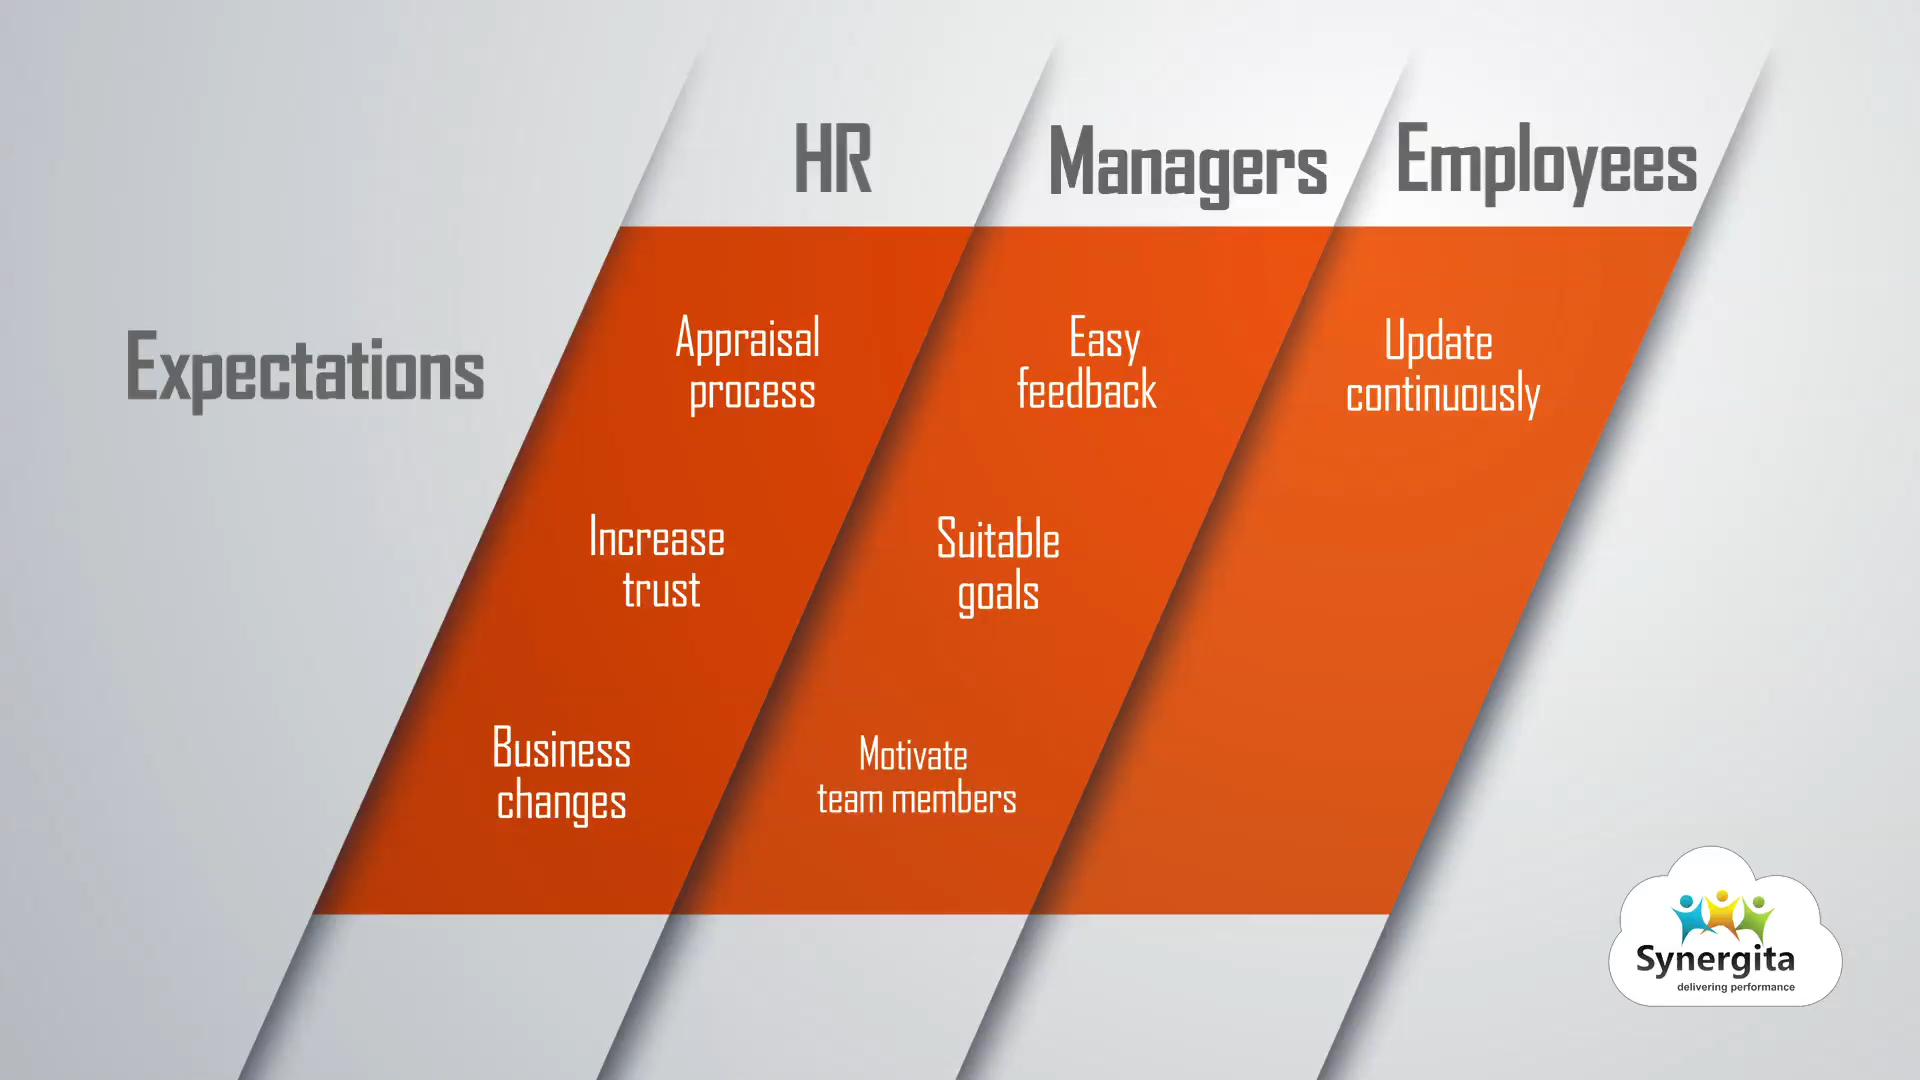 HR
Managers
Employees
Expectations
Appraisal
process
Easy
feedback
Update
continuously
Increase
trust
Suitable
goals
Business
changes
Motivate
team members
Synergita
delivering performance